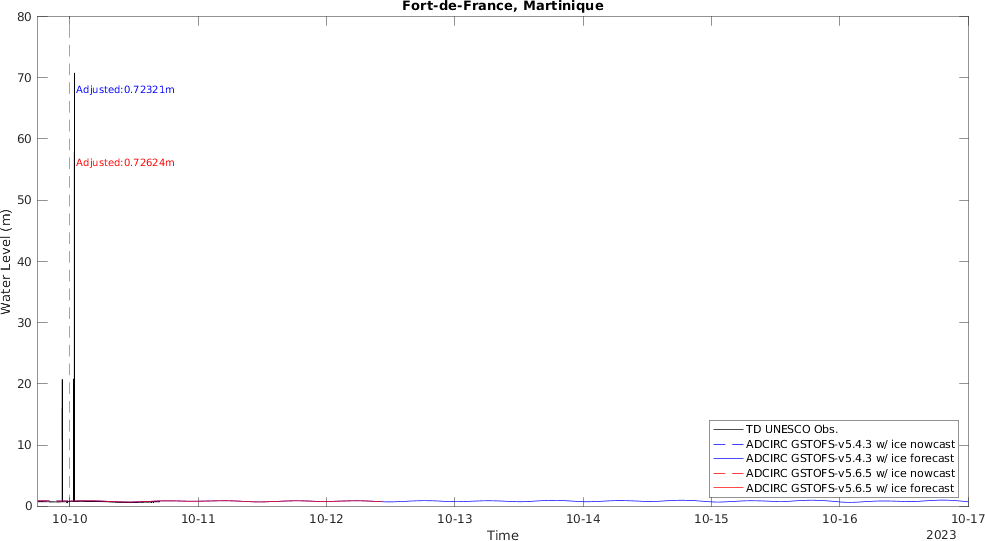 Fort-de-France, Martinique
80
70
60
50
40
30
20
10
0
Water Level (m)
Adjusted:0.72321m
Adjusted:0.72624m
TD UNESCO Obs.
ADCIRC GSTOFS-v5.4.3 w/ ice nowcast
ADCIRC GSTOFS-v5.4.3 w/ ice forecast
ADCIRC GSTOFS-v5.6.5 w/ ice nowcast
ADCIRC GSTOFS-v5.6.5 w/ ice forecast
10-10 10-11 10-12 10-13 10-14 10-15 10-16 10-17
Time
2023